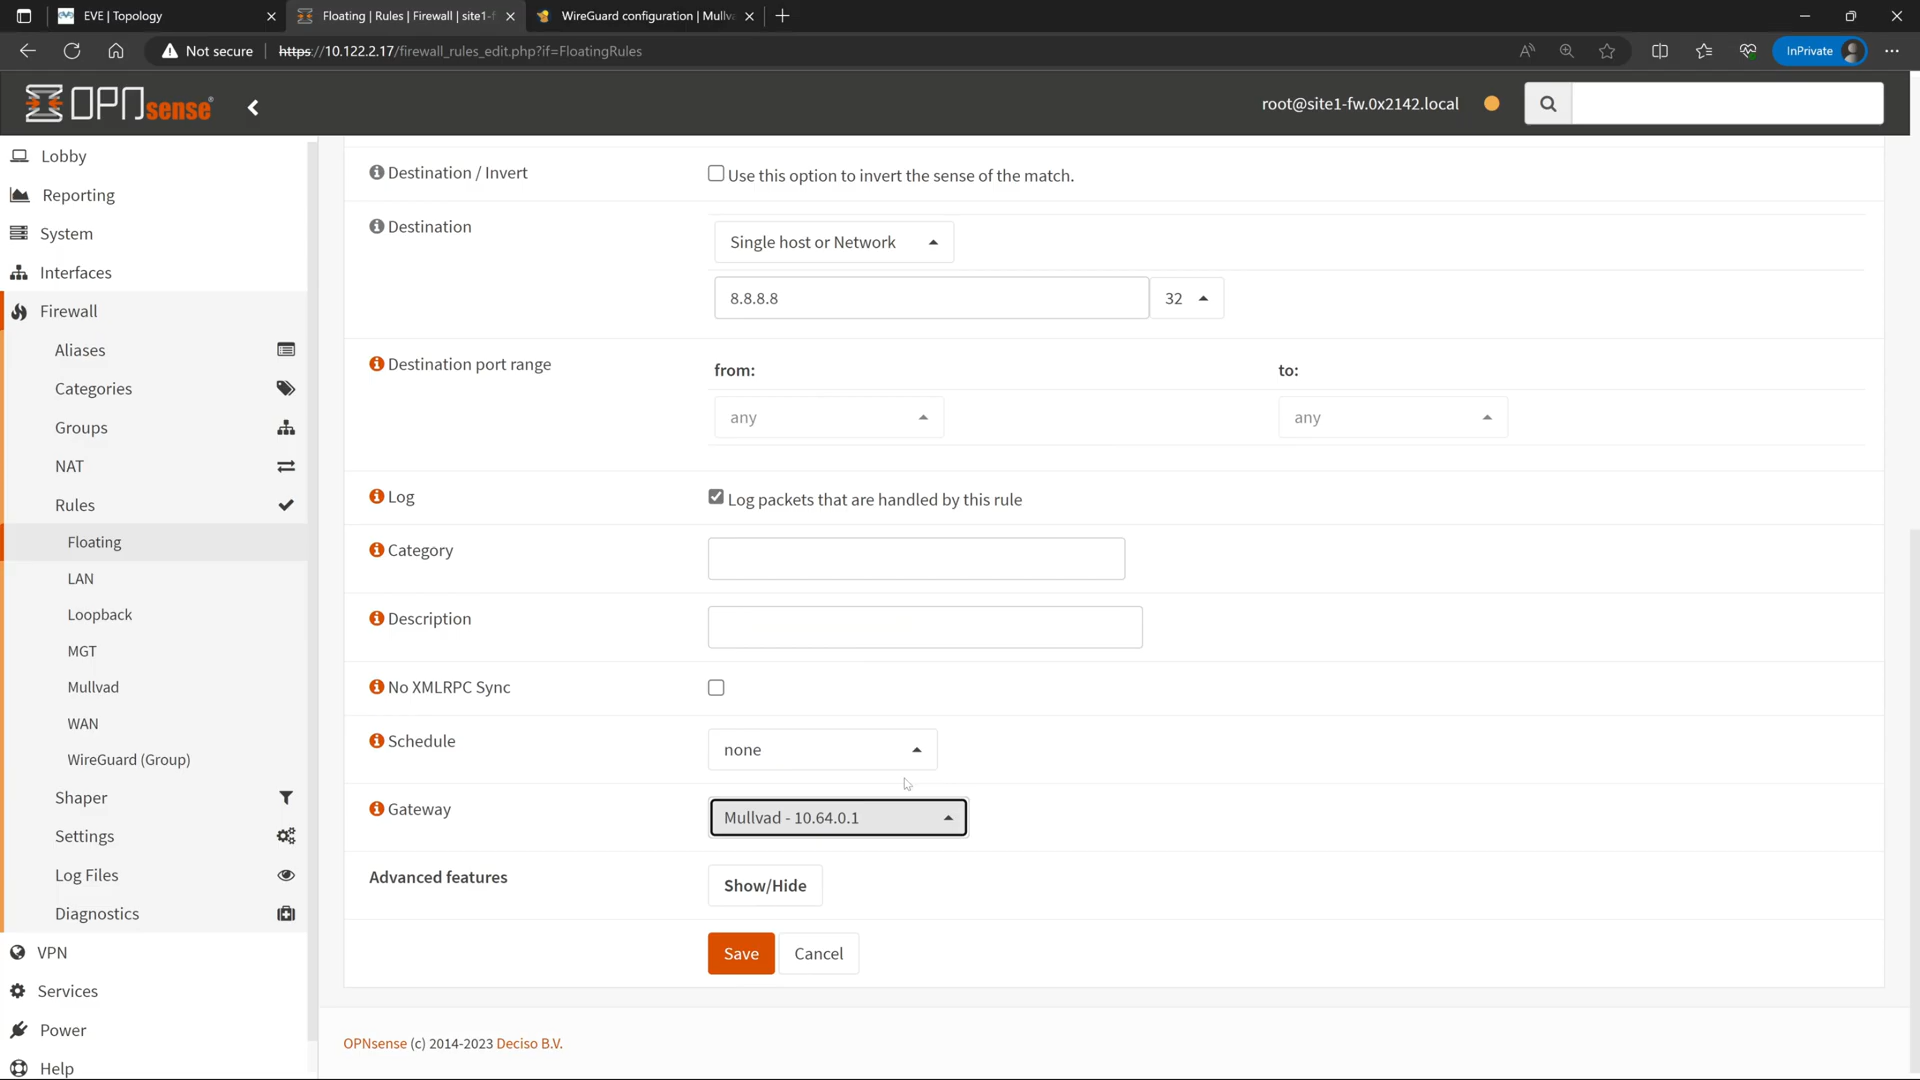 EVE | Topology
Floating | Rules | Firewall | site1-f
WireGuard configuration | Mullva
Not secure
https://10.122.2.17/firewall_rules_edit.php?if=FloatingRules
InPrivate
OPNsense
root@site1-fw.0x2142.local
Lobby
Reporting
System
Interfaces
Firewall
Aliases
Categories
Groups
NAT
Rules
Floating
LAN
Loopback
MGT
Mullvad
WAN
WireGuard (Group)
Shaper
Settings
Log Files
Diagnostics
VPN
Services
Power
Help
Destination / Invert
Use this option to invert the sense of the match.
Destination
Single host or Network
8.8.8.8
32
Destination port range
from:
to:
any
any
Log
Log packets that are handled by this rule
Category
Description
No XMLRPC Sync
Schedule
none
Gateway
Mullvad - 10.64.0.1
Advanced features
Show/Hide
Save
Cancel
OPNsense (c) 2014-2023 Deciso B.V.